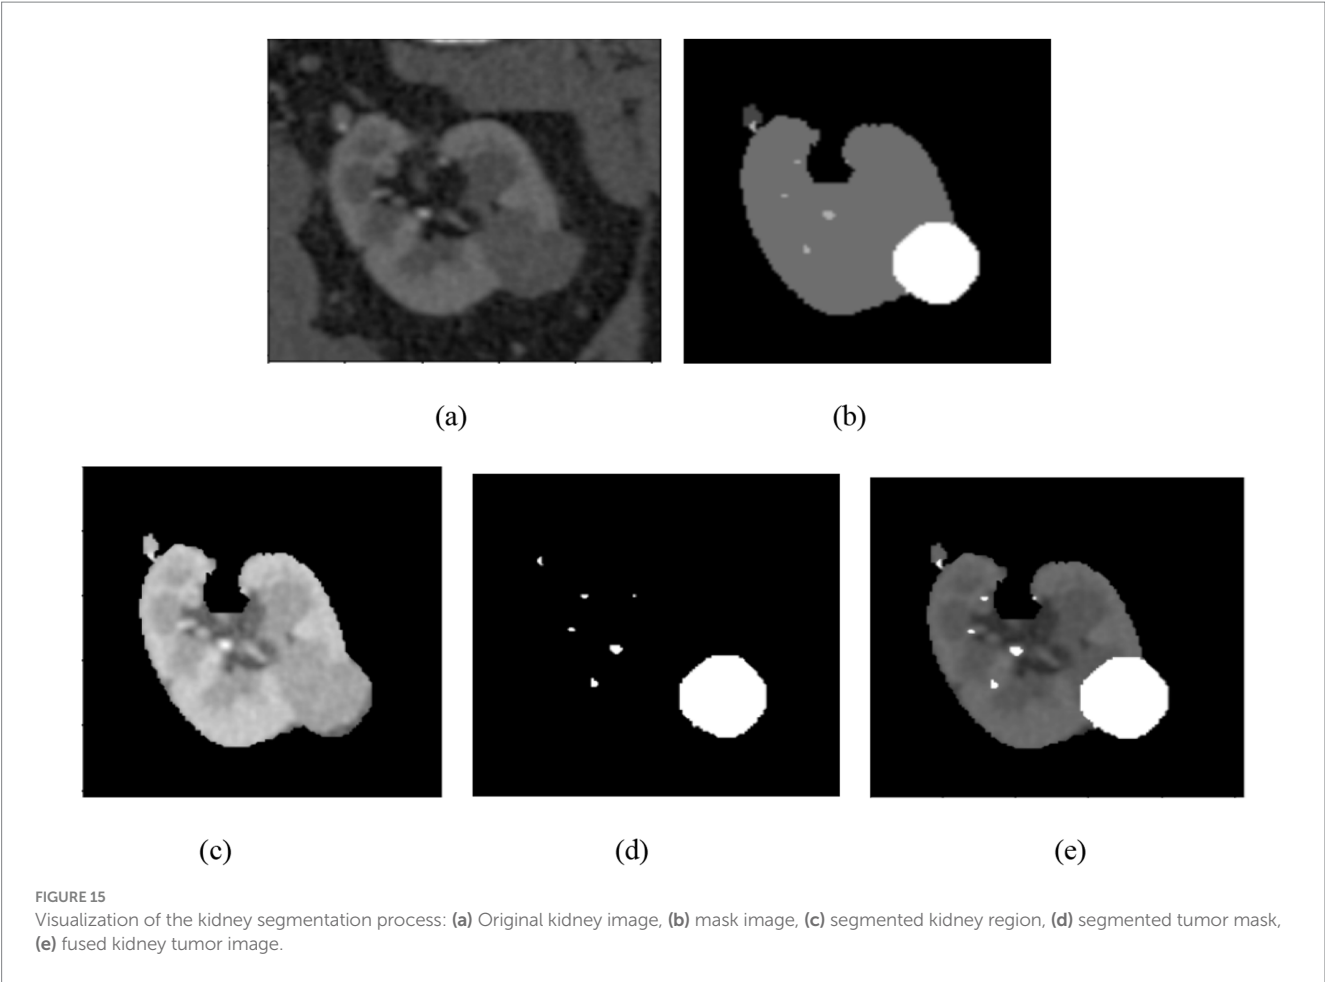 (a) (b)
(c) (d) (e)
FIGURE 15
Visualization of the kidney segmentation process: (a) Original kidney image, (b) mask image, (c) segmented kidney region, (d) segmented tumor mask,
(e) fused kidney tumor image.